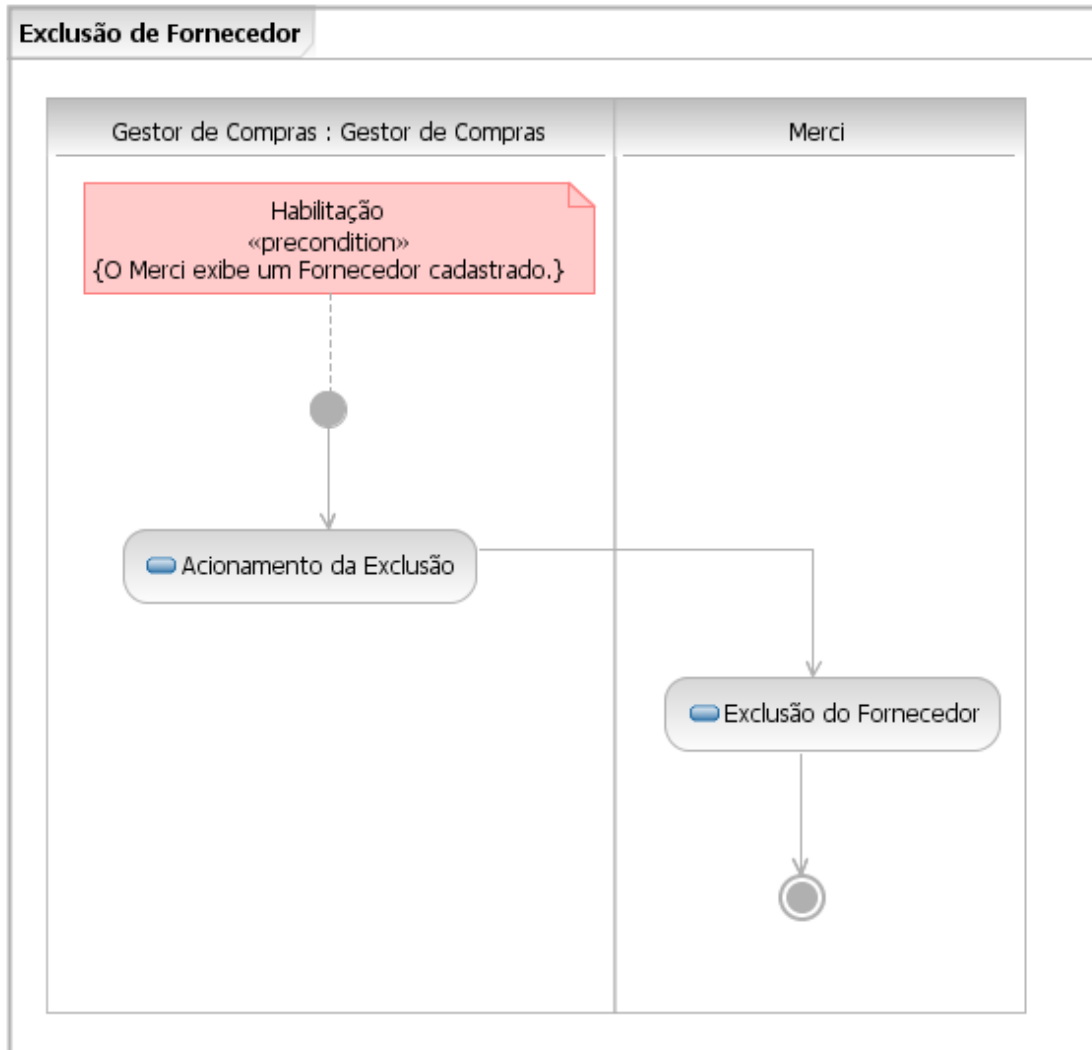 Exclusão de Fornecedor
Gestor de Compras : Gestor de Compras
Merci
Habilitação
«precondition»
{O Merci exibe um Fornecedor cadastrado.}
Acionamento da Exclusão
Exclusão do Fornecedor